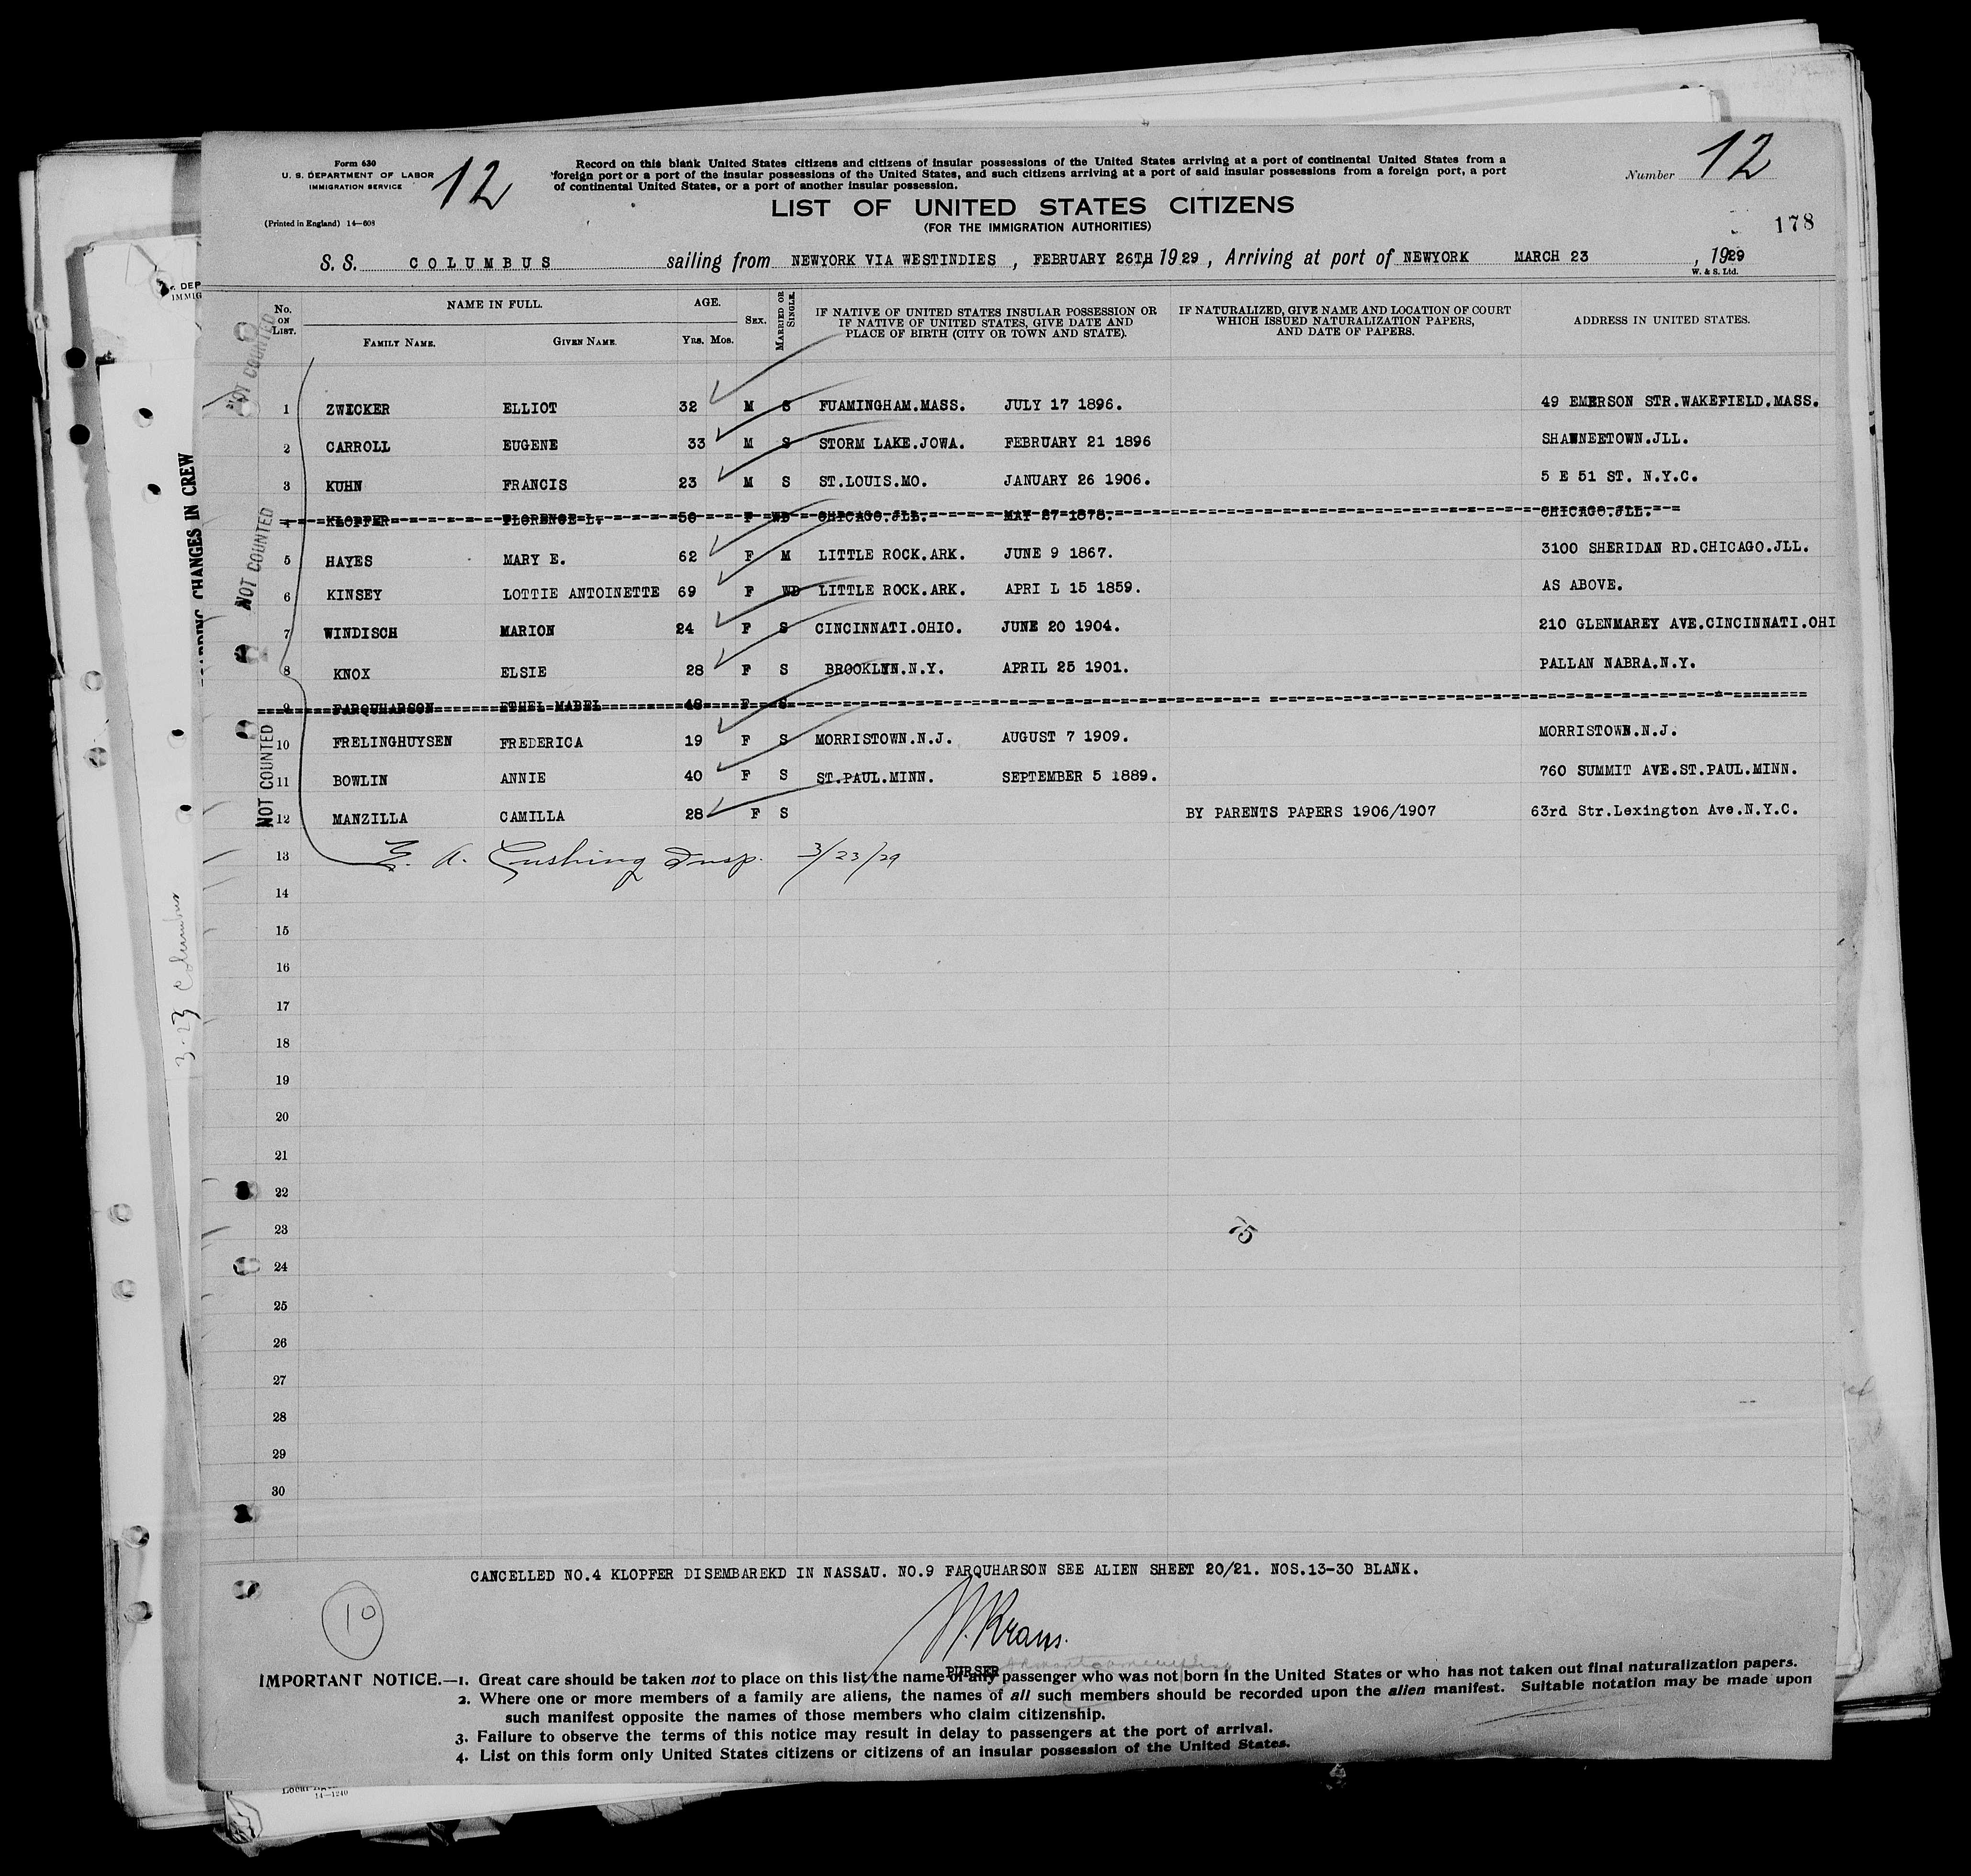 Form 630
U. S. DEPARTMENT OF LABOR
IMMIGRATION SERVICE
(Printed in England) 14—608
12
Record on this blank United States citizens and citizens of insular possessions of the United States arriving at a port of continental United States from a
foreign port or a port of the insular possessions of the United States, and such citizens arriving at a port of said insular possessions from a foreign port, a port
of continental United States, or a port of another insular possession.
Number 12
LIST OF UNITED STATES CITIZENS
(FOR THE IMMIGRATION AUTHORITIES)
178
S. S. COLUMBUS sailing from NEWYORK VIA WESTINDIES , FEBRUARY 26TH 1929 , Arriving at port of NEWYORK MARCH 23 , 1929
W. & S. Ltd.
No. ON LIST. NAME IN FULL. AGE. SEX. MARRIED OR SINGLE. IF NATIVE OF UNITED STATES INSULAR POSSESSION OR IF NATIVE OF UNITED STATES, GIVE DATE AND PLACE OF BIRTH (CITY OR TOWN AND STATE). IF NATURALIZED, GIVE NAME AND LOCATION OF COURT WHICH ISSUED NATURALIZATION PAPERS, AND DATE OF PAPERS. ADDRESS IN UNITED STATES.
FAMILY NAME. GIVEN NAME. YRS. MOS.
1 ZWICKER ELLIOT 32 M S FUAMINGHAM.MASS. JULY 17 1896. 49 EMERSON STR.WAKEFIELD.MASS.
2 CARROLL EUGENE 33 M S STORM LAKE.JOWA. FEBRUARY 21 1896 SHAWNEETOWN.JLL.
3 KUHN FRANCIS 23 M S ST.LOUIS.MO. JANUARY 26 1906. 5 E 51 ST. N.Y.C.
4 KLOPFER FLORENCE L. 50 F WD CHICAGO.JLL. MAY 27 1878. CHICAGO.JLL.
5 HAYES MARY E. 62 F M LITTLE ROCK.ARK. JUNE 9 1867. 3100 SHERIDAN RD.CHICAGO.JLL.
6 KINSEY LOTTIE ANTOINETTE 69 F WD LITTLE ROCK.ARK. APRI L 15 1859. AS ABOVE.
7 WINDISCH MARION 24 F S CINCINNATI.OHIO. JUNE 20 1904. 210 GLENMAREY AVE.CINCINNATI.OHI
8 KNOX ELSIE 28 F S BROOKLYN.N.Y. APRIL 25 1901. PALLAN NABRA.N.Y.
9 FARQUHARSON ETHEL MABEL 48 F S
10 FRELINGHUYSEN FREDERICA 19 F S MORRISTOWN.N.J. AUGUST 7 1909. MORRISTOWN.N.J.
11 BOWLIN ANNIE 40 F S ST.PAUL.MINN. SEPTEMBER 5 1889. 760 SUMMIT AVE.ST.PAUL.MINN.
12 MANZILLA CAMILLA 28 F S BY PARENTS PAPERS 1906/1907 63rd Str.Lexington Ave.N.Y.C.
13 E. A. Cushing Insp. 3/23/29
14
15
16
17
18
19
20
21
22
23
24
25
26
27
28
29
30
75
NOT COUNTED
NOT COUNTED
NOT COUNTED
CHANGES IN CREW
3.23 Columbus
CANCELLED NO.4 KLOPFER DISEMBAREKD IN NASSAU. NO.9 FARQUHARSON SEE ALIEN SHEET 20/21. NOS.13-30 BLANK.
10
W. Kraus.
PURSER
IMPORTANT NOTICE.—1. Great care should be taken not to place on this list the name of any passenger who was not born in the United States or who has not taken out final naturalization papers.
2. Where one or more members of a family are aliens, the names of all such members should be recorded upon the alien manifest. Suitable notation may be made upon
such manifest opposite the names of those members who claim citizenship.
3. Failure to observe the terms of this notice may result in delay to passengers at the port of arrival.
4. List on this form only United States citizens or citizens of an insular possession of the United States.
14—1240